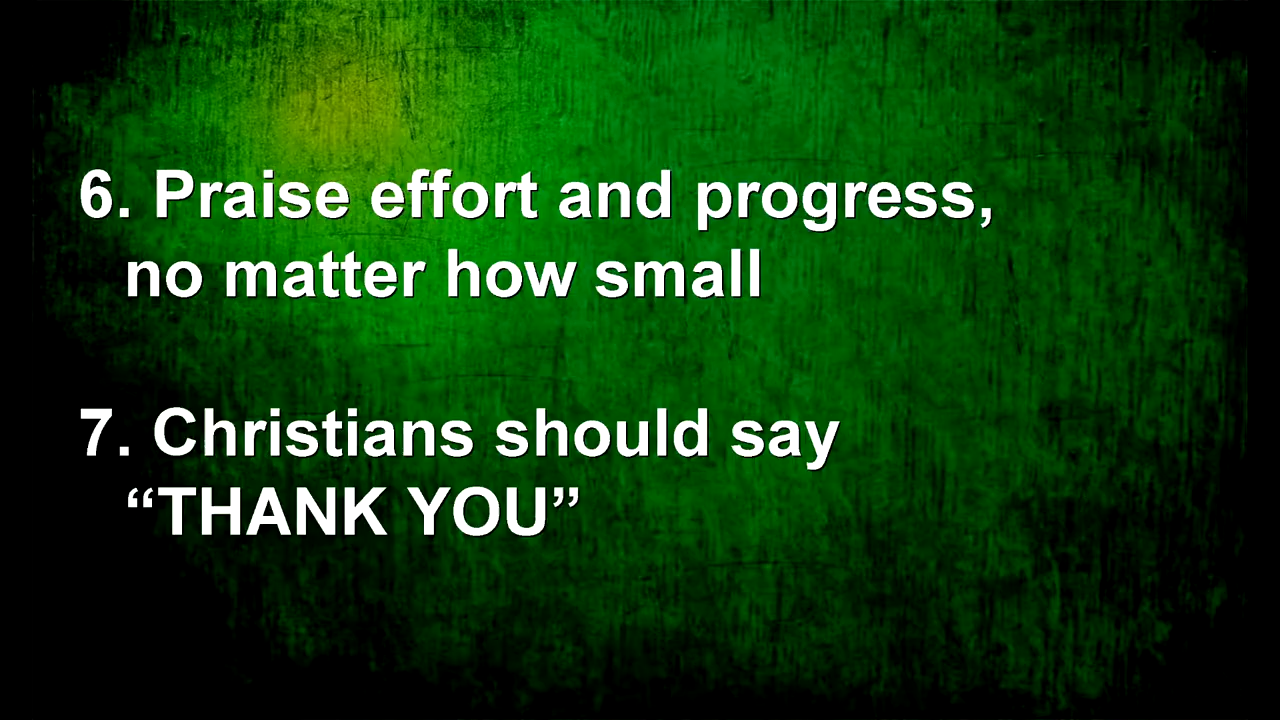 6. Praise effort and progress,
no matter how small
7. Christians should say
“THANK YOU”